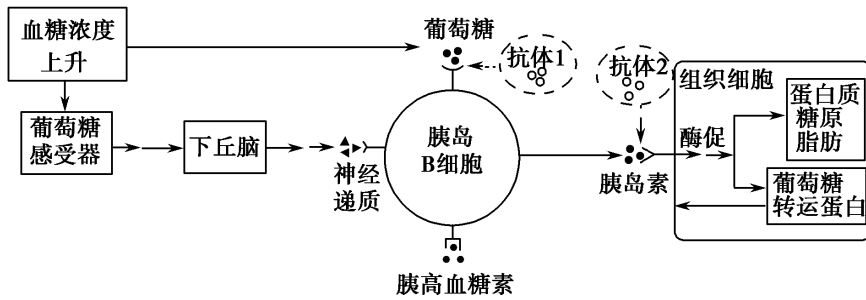 血糖浓度
上升
葡萄糖
感受器
下丘脑
神经
递质
葡萄糖
抗体1
胰岛
B细胞
胰高血糖素
抗体2
胰岛素
组织细胞
酶促
蛋白质
糖原
脂肪
葡萄糖
转运蛋白